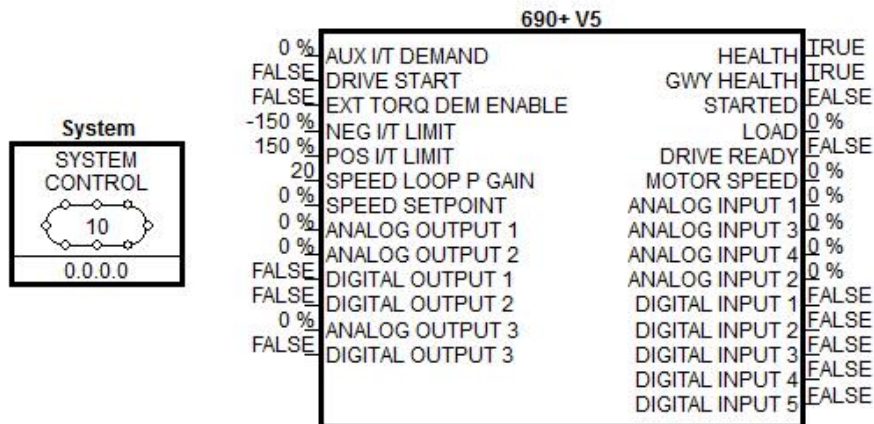 690+ V5
System
SYSTEM
CONTROL
10
0.0.0.0
0 % AUX I/T DEMAND
FALSE DRIVE START
FALSE EXT TORQ DEM ENABLE
-150 % NEG I/T LIMIT
150 % POS I/T LIMIT
20 SPEED LOOP P GAIN
0 % SPEED SETPOINT
0 % ANALOG OUTPUT 1
0 % ANALOG OUTPUT 2
FALSE DIGITAL OUTPUT 1
FALSE DIGITAL OUTPUT 2
0 % ANALOG OUTPUT 3
FALSE DIGITAL OUTPUT 3
HEALTH TRUE
GWY HEALTH TRUE
STARTED FALSE
LOAD 0 %
DRIVE READY FALSE
MOTOR SPEED 0 %
ANALOG INPUT 1 0 %
ANALOG INPUT 3 0 %
ANALOG INPUT 4 0 %
ANALOG INPUT 2 0 %
DIGITAL INPUT 1 FALSE
DIGITAL INPUT 2 FALSE
DIGITAL INPUT 3 FALSE
DIGITAL INPUT 4 FALSE
DIGITAL INPUT 5 FALSE